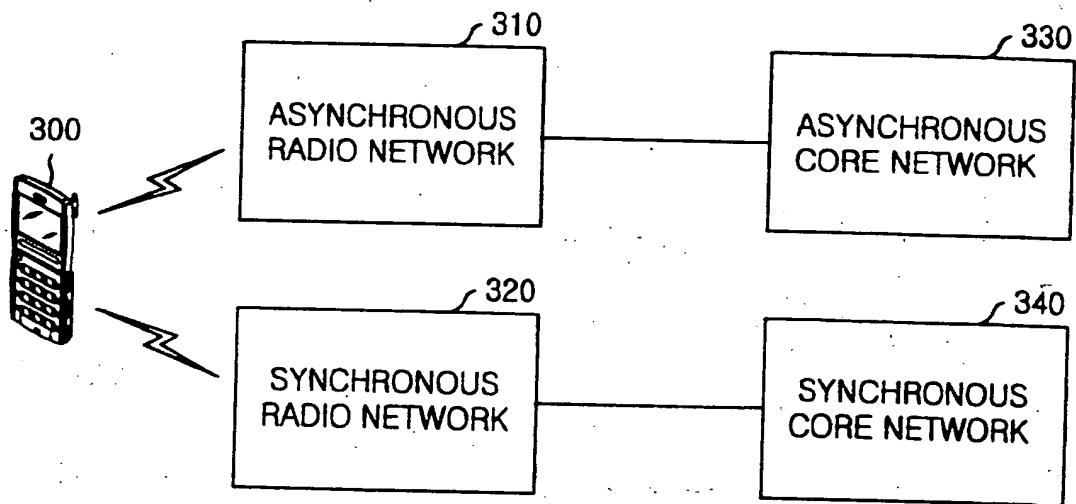 310
330
ASYNCHRONOUS
RADIO NETWORK
ASYNCHRONOUS
CORE NETWORK
300
320
340
SYNCHRONOUS
RADIO NETWORK
SYNCHRONOUS
CORE NETWORK